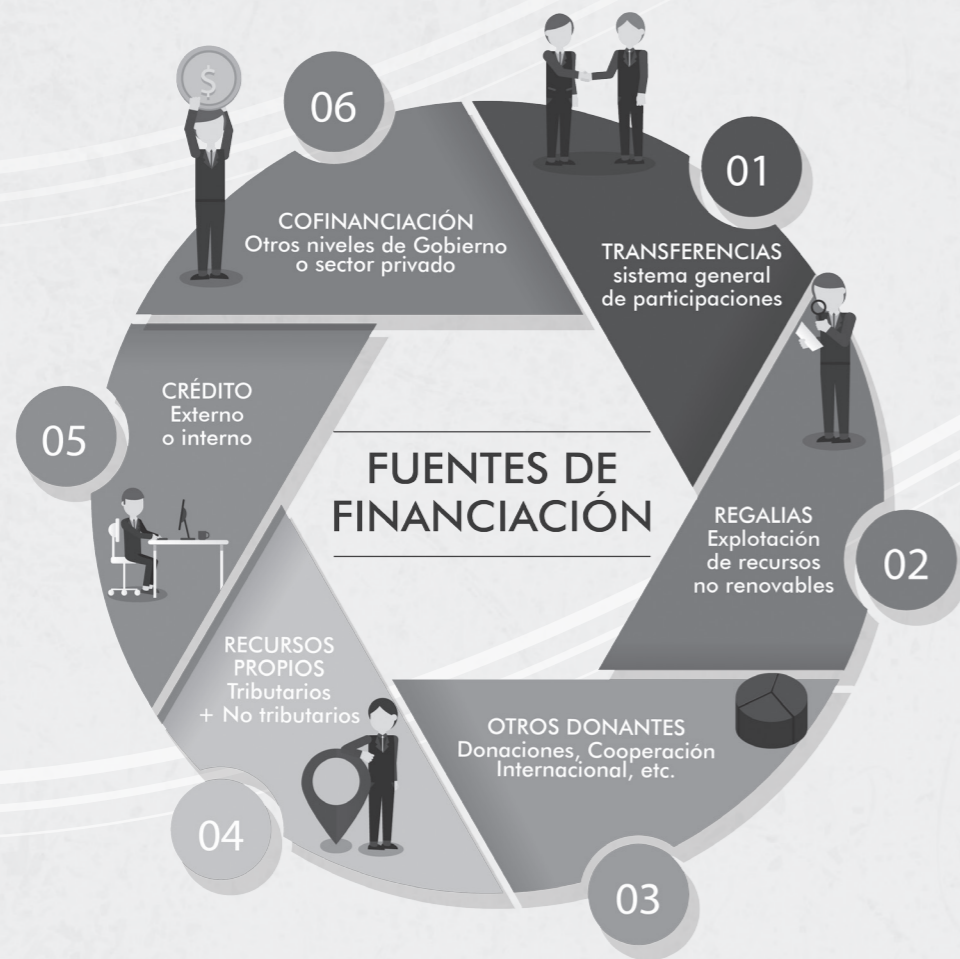 FUENTES DE
FINANCIACIÓN
01
TRANSFERENCIAS
sistema general
de participaciones
02
REGALIAS
Explotación
de recursos
no renovables
03
OTROS DONANTES
Donaciones, Cooperación
Internacional, etc.
04
RECURSOS
PROPIOS
Tributarios
+ No tributarios
05
CRÉDITO
Externo
o interno
06
COFINANCIACIÓN
Otros niveles de Gobierno
o sector privado
$